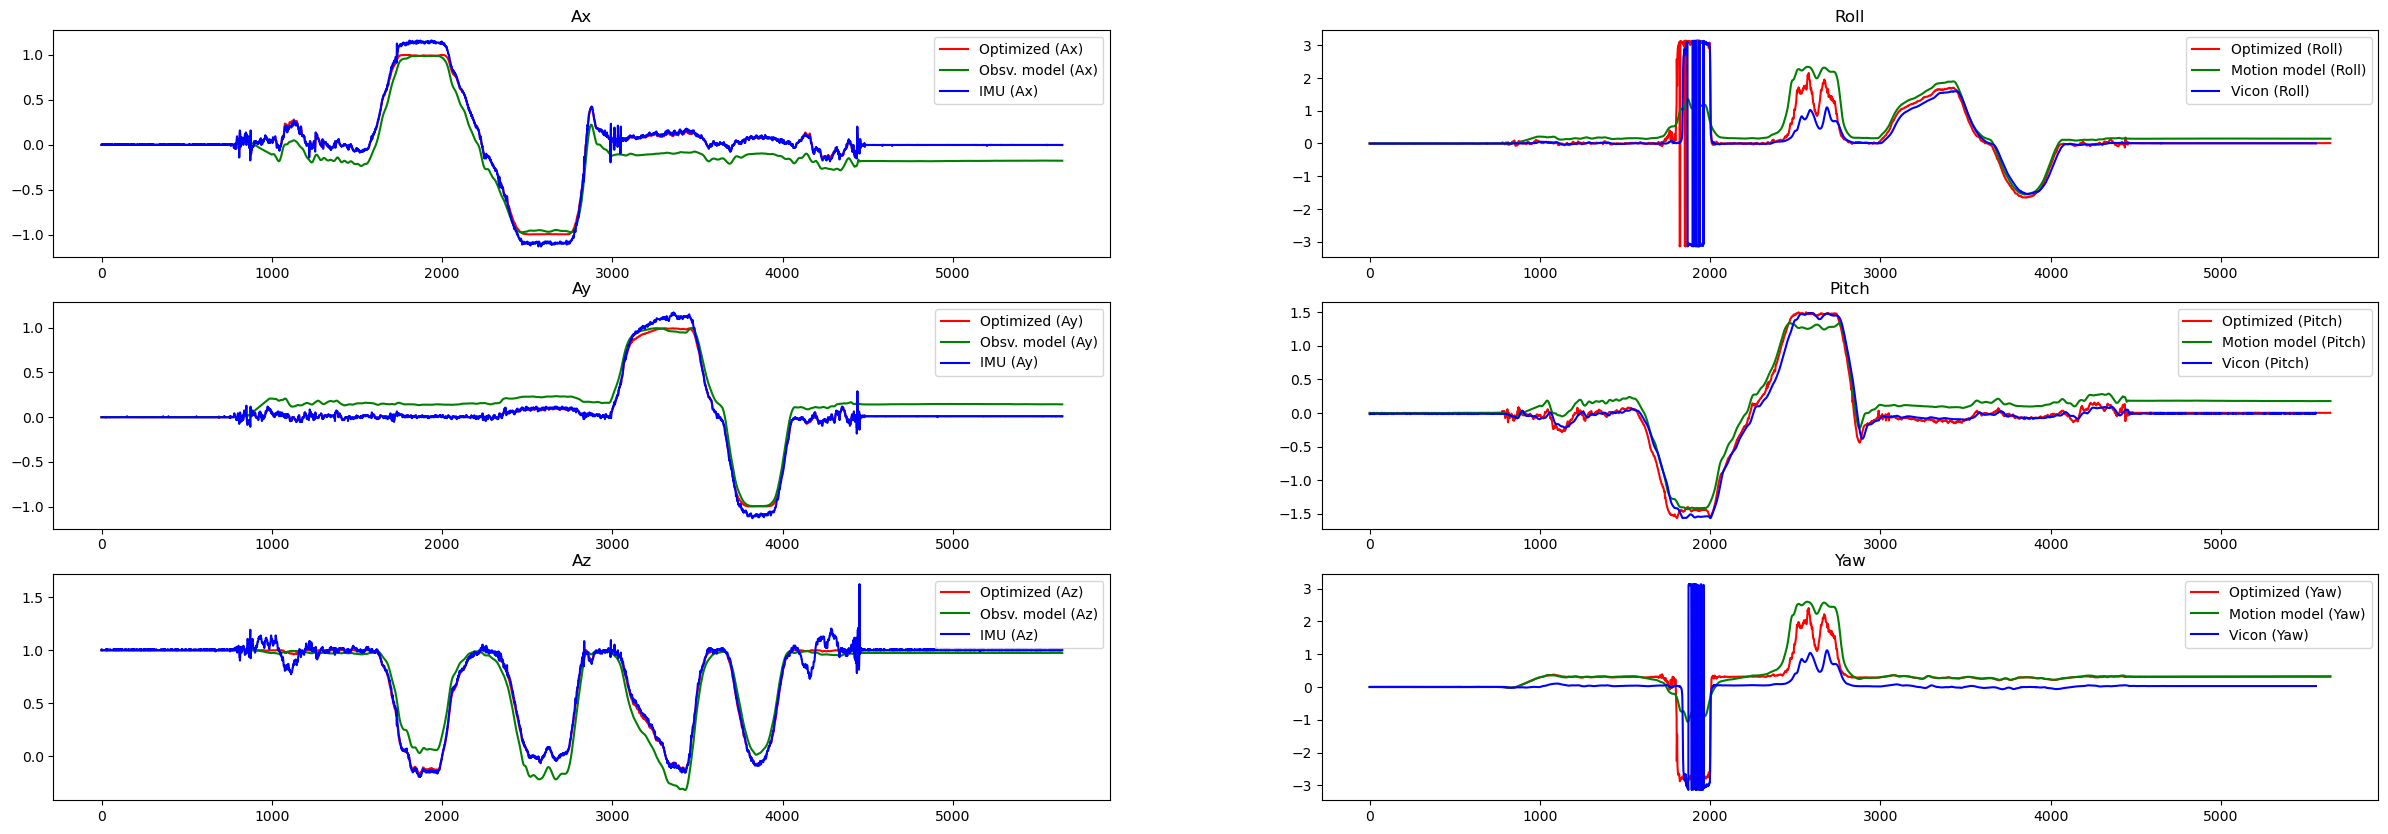 Ax
1.0
0.5
0.0
−0.5
−1.0
0 1000 2000 3000 4000 5000
Optimized (Ax)
Obsv. model (Ax)
IMU (Ax)
Roll
3
2
1
0
−1
−2
−3
0 1000 2000 3000 4000 5000
Optimized (Roll)
Motion model (Roll)
Vicon (Roll)
Ay
1.0
0.5
0.0
−0.5
−1.0
0 1000 2000 3000 4000 5000
Optimized (Ay)
Obsv. model (Ay)
IMU (Ay)
Pitch
1.5
1.0
0.5
0.0
−0.5
−1.0
−1.5
0 1000 2000 3000 4000 5000
Optimized (Pitch)
Motion model (Pitch)
Vicon (Pitch)
Az
1.5
1.0
0.5
0.0
0 1000 2000 3000 4000 5000
Optimized (Az)
Obsv. model (Az)
IMU (Az)
Yaw
3
2
1
0
−1
−2
−3
0 1000 2000 3000 4000 5000
Optimized (Yaw)
Motion model (Yaw)
Vicon (Yaw)